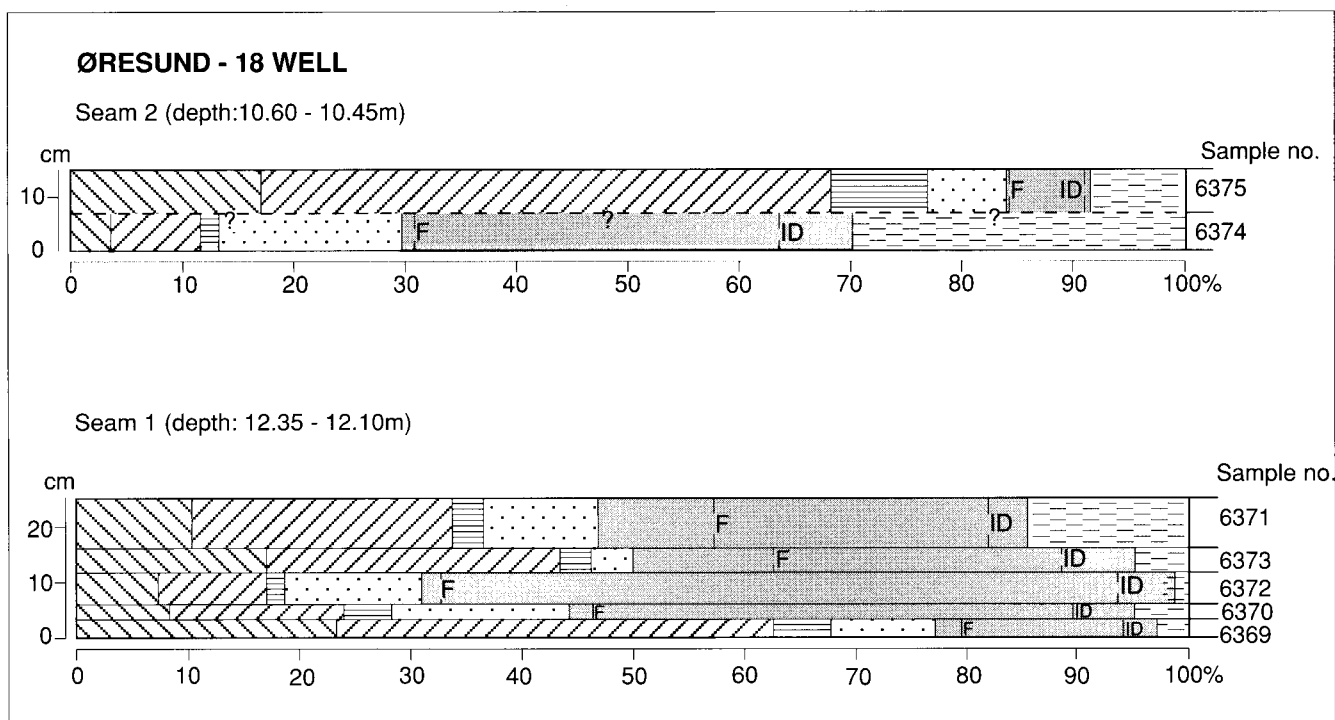 ØRESUND - 18 WELL
Seam 2 (depth:10.60 - 10.45m)
cm
Sample no.
10
F ID
6375
? ? ?
0
F ID
6374
0 10 20 30 40 50 60 70 80 90 100%
Seam 1 (depth: 12.35 - 12.10m)
cm
Sample no.
20
F ID
6371
F ID
6373
10
F ID
6372
F ID
6370
0
F ID
6369
0 10 20 30 40 50 60 70 80 90 100%